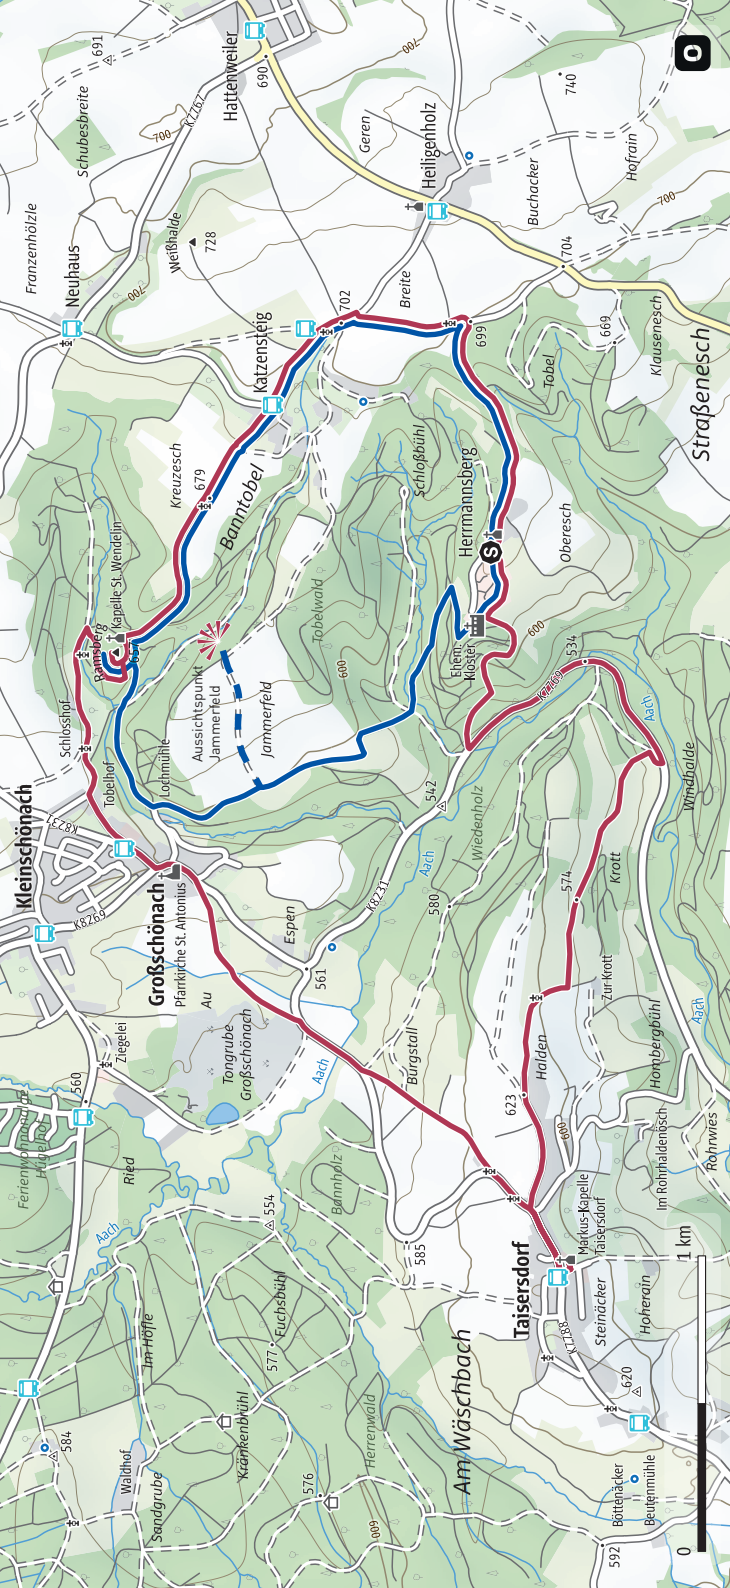 691
Schubesbreite
K7767
700
Hattenweiler
690
700
740
Geren
Heiligenholz
Hofrain
Buchacker
700
Franzenhölzle
Neuhaus
700
Weißhalde
728
704
Breite
702
699
669
Klausenesch
Tobel
Straßenesch
Katzensteig
Kreuzesch
679
Banntobel
Schloßbühl
Herrmannsberg
S
Oberesch
Ramsberg
Kapelle St. Wendelin
657
Tobelwald
600
600
Ehem.
Kloster
534
K7769
Aussichtspunkt
Jammerfeld
Jammerfeld
Schlosshof
Tobelhof
Lochmühle
Aach
Windhalde
Kleinschönach
K8231
K8269
542
Wiedenholz
Aach
580
574
Krott
Großschönach
Pfarrkirche St. Antonius
Espen
K8231
561
Au
Zur Krott
Aach
Ziegelei
Tongrube
Großschönach
Aach
Burgstall
Halden
623
Hombergbühl
560
Ferienwohnanlage
Hügelhof
Ried
Aach
554
Bannholz
600
Im Rohrhaldenösch
Rohrwies
Markus-Kapelle
Taisersdorf
Taisersdorf
585
Im Höfle
Fuchsbühl
577
K7788
Steinäcker
Hoherain
620
Am Wäschbach
Kränkenbrühl
Herrenwald
584
Waldhof
Sandgrube
576
600
Böttenäcker
Beutenmühle
592
0
1 km